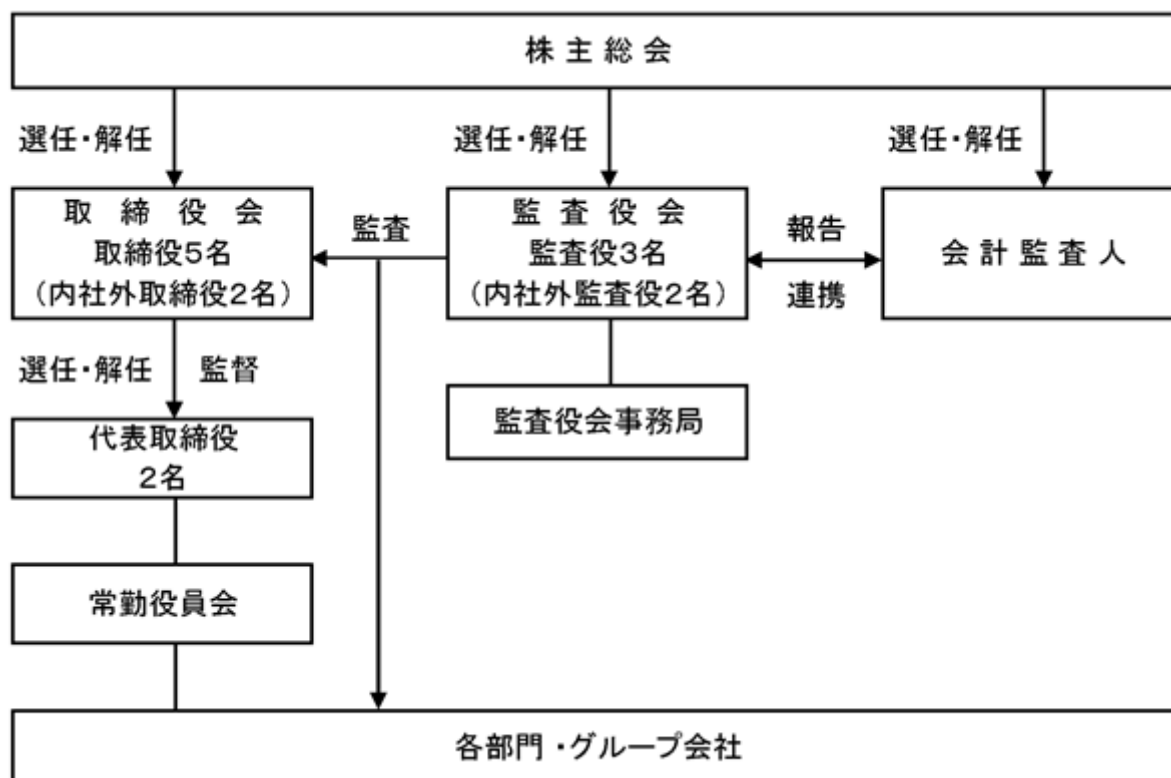 株主総会
選任・解任
選任・解任
選任・解任
取締役会
取締役5名
（内社外取締役2名）
監査
監査役会
監査役3名
（内社外監査役2名）
報告
連携
会計監査人
選任・解任 監督
監査役会事務局
代表取締役
2名
常勤役員会
各部門・グループ会社